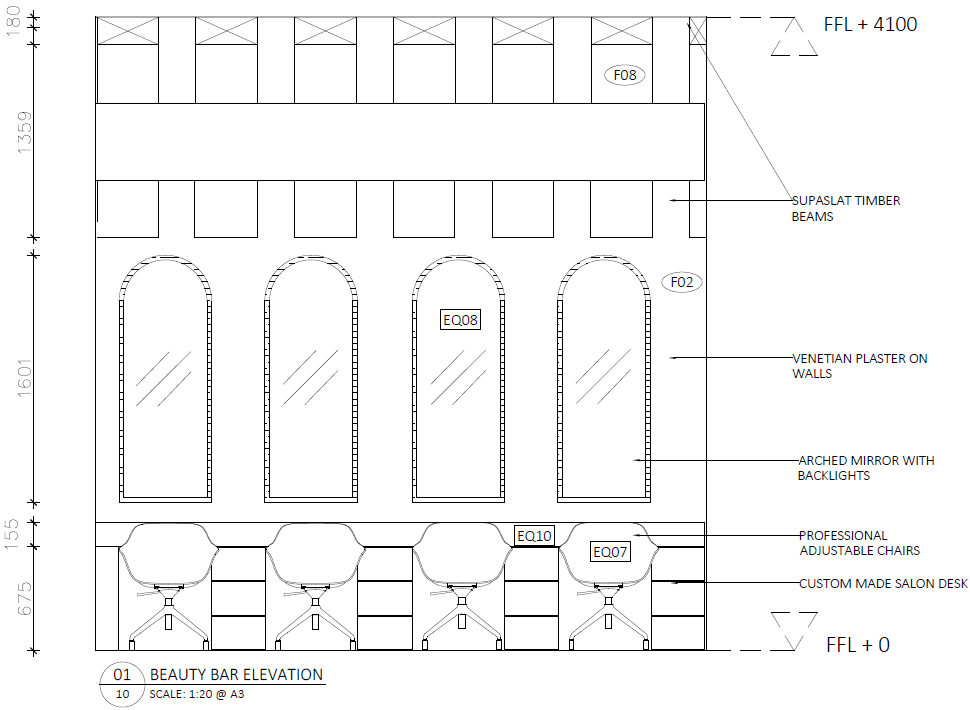 180
FFL + 4100
F08
1359
SUPASLAT TIMBER
BEAMS
F02
EQ08
1601
VENETIAN PLASTER ON
WALLS
ARCHED MIRROR WITH
BACKLIGHTS
155
EQ10
PROFESSIONAL
ADJUSTABLE CHAIRS
EQ07
675
CUSTOM MADE SALON DESK
FFL + 0
01
BEAUTY BAR ELEVATION
10
SCALE: 1:20 @ A3